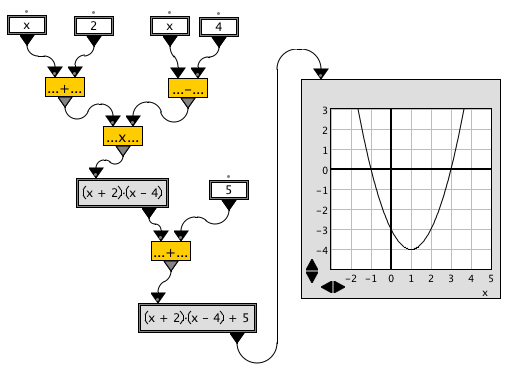 x 2 x 4
...+... ...−...
...x...
(x + 2)·(x − 4)
5
...+...
(x + 2)·(x − 4) + 5
3
2
1
0
−1
−2
−3
−4
−2 −1 0 1 2 3 4 5
x